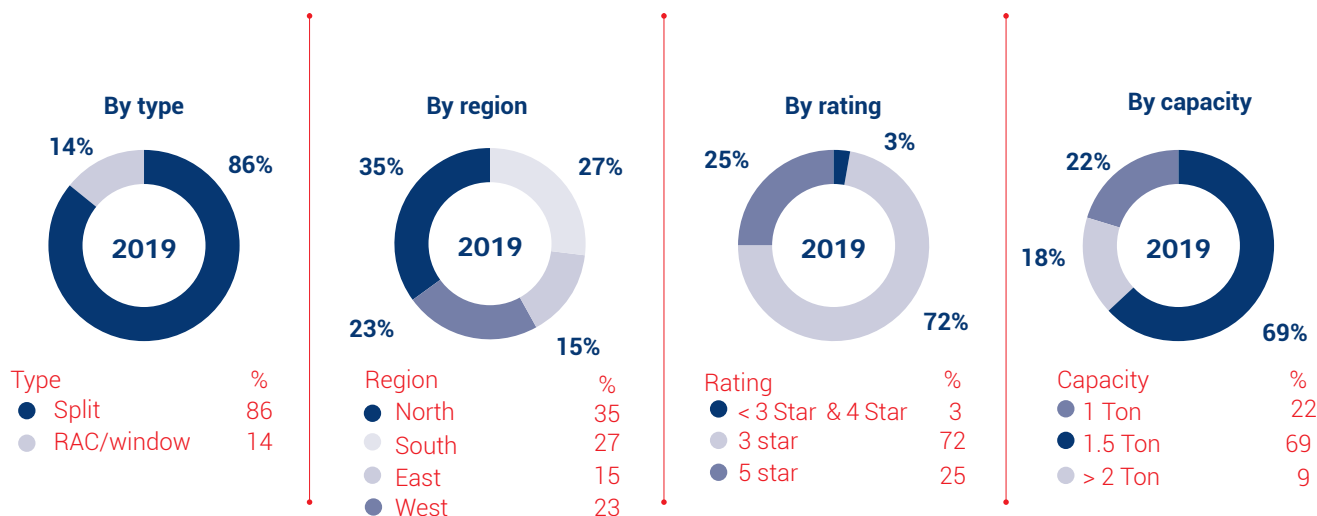 By type
14%
86%
2019
Type %
Split 86
RAC/window 14
By region
35%
27%
2019
23%
15%
Region %
North 35
South 27
East 15
West 23
By rating
25%
3%
2019
72%
Rating %
< 3 Star & 4 Star 3
3 star 72
5 star 25
By capacity
22%
18%
2019
69%
Capacity %
1 Ton 22
1.5 Ton 69
> 2 Ton 9